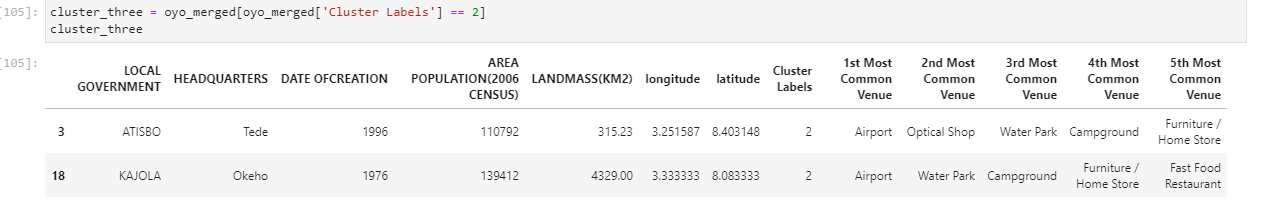 [105]: cluster_three = oyo_merged[oyo_merged['Cluster Labels'] == 2]
cluster_three
[105]:
LOCAL GOVERNMENT HEADQUARTERS DATE OFCREATION AREA POPULATION(2006 CENSUS) LANDMASS(KM2) longitude latitude Cluster Labels 1st Most Common Venue 2nd Most Common Venue 3rd Most Common Venue 4th Most Common Venue 5th Most Common Venue
3 ATISBO Tede 1996 110792 315.23 3.251587 8.403148 2 Airport Optical Shop Water Park Campground Furniture / Home Store
18 KAJOLA Okeho 1976 139412 4329.00 3.333333 8.083333 2 Airport Water Park Campground Furniture / Home Store Fast Food Restaurant